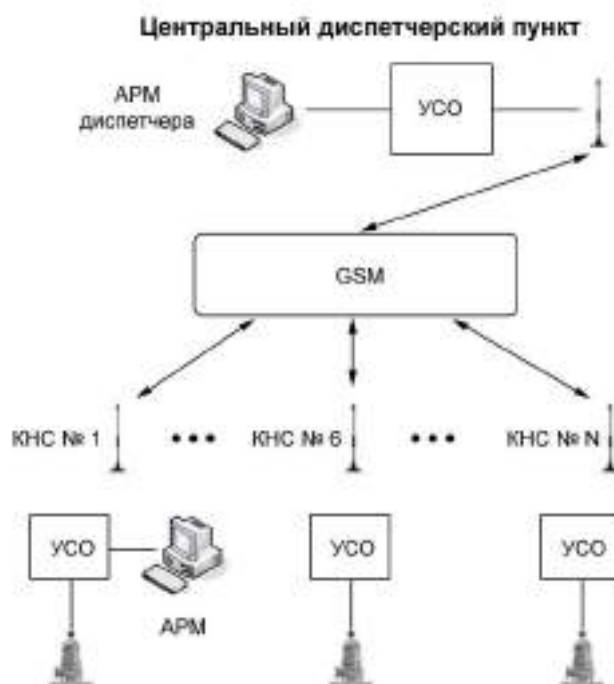 Центральный диспетчерский пункт
АРМ
диспетчера
УСО
GSM
КНС № 1
КНС № 6
КНС № N
УСО
УСО
УСО
АРМ